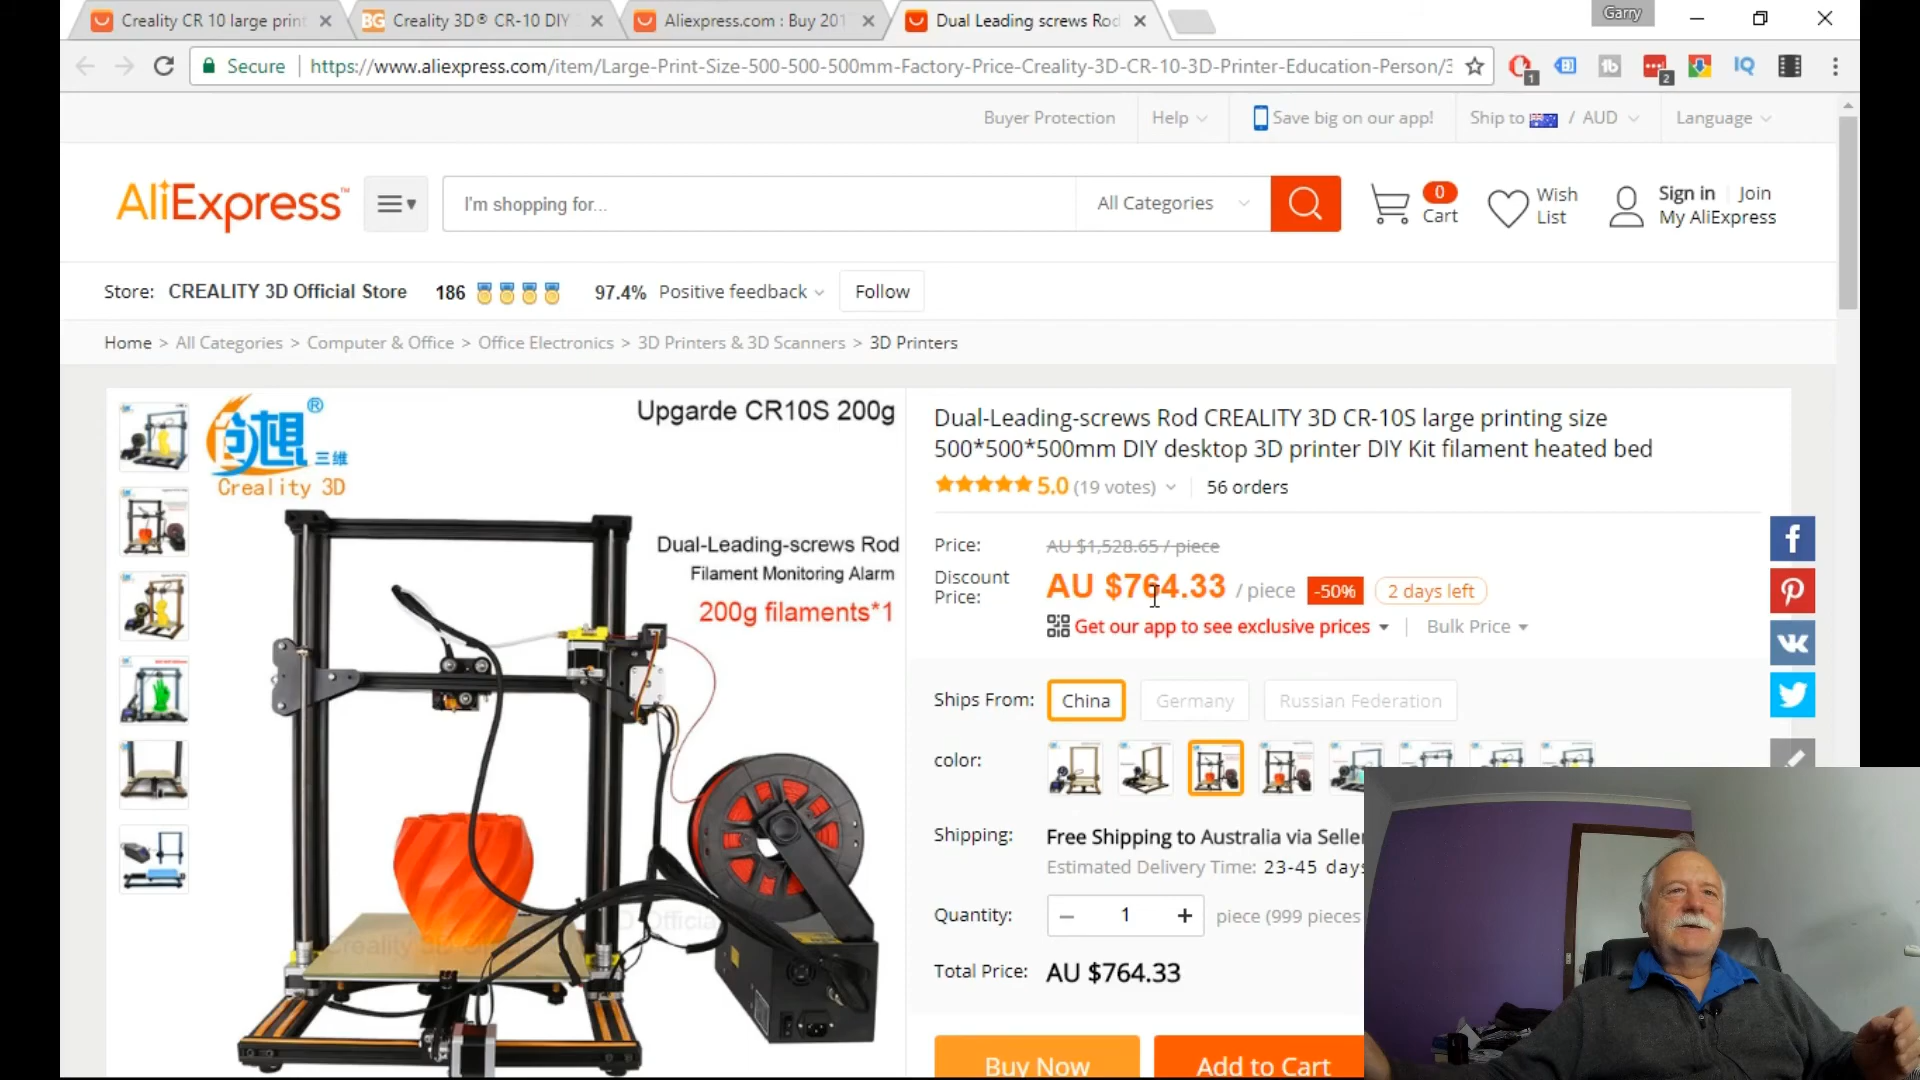 Creality CR 10 large print
Creality 3D® CR-10 DIY
Aliexpress.com : Buy 201
Dual Leading screws Rod
Garry
Secure
https://www.aliexpress.com/item/Large-Print-Size-500-500-500mm-Factory-Price-Creality-3D-CR-10-3D-Printer-Education-Person/3
Buyer Protection
Help
Save big on our app!
Ship to / AUD
Language
AliExpress™
I'm shopping for...
All Categories
0
Cart
Wish
List
Sign in
Join
My AliExpress
Store: CREALITY 3D Official Store 186 97.4% Positive feedback
Follow
Home > All Categories > Computer & Office > Office Electronics > 3D Printers & 3D Scanners > 3D Printers
创想®
三维
Creality 3D
Upgarde CR10S 200g
Dual-Leading-screws Rod
Filament Monitoring Alarm
200g filaments*1
Dual-Leading-screws Rod CREALITY 3D CR-10S large printing size
500*500*500mm DIY desktop 3D printer DIY Kit filament heated bed
5.0 (19 votes) 56 orders
Price: AU $1,528.65 / piece
Discount
Price:
AU $764.33 / piece -50% 2 days left
Get our app to see exclusive prices
Bulk Price
Ships From: China Germany Russian Federation
color:
Shipping: Free Shipping to Australia via Seller
Estimated Delivery Time: 23-45 days
Quantity: − 1 + piece (999 pieces
Total Price: AU $764.33
Buy Now
Add to Cart